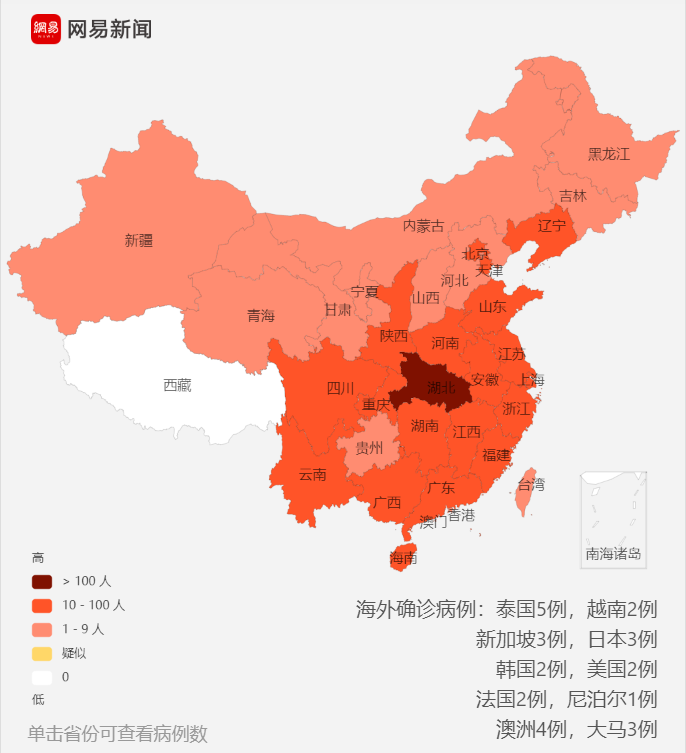 網易 NEWS 网易新闻
黑龙江
吉林
内蒙古
辽宁
新疆
北京
天津
河北
宁夏
山西
甘肃
青海
山东
陕西
河南
江苏
西藏
四川
湖北
安徽
上海
重庆
浙江
湖南
江西
贵州
福建
云南
台湾
广东
广西
香港
澳门
南海诸岛
海南
高
> 100 人
10 - 100 人
1 - 9 人
疑似
0
低
海外确诊病例：泰国5例，越南2例
新加坡3例，日本3例
韩国2例，美国2例
法国2例，尼泊尔1例
澳洲4例，大马3例
单击省份可查看病例数